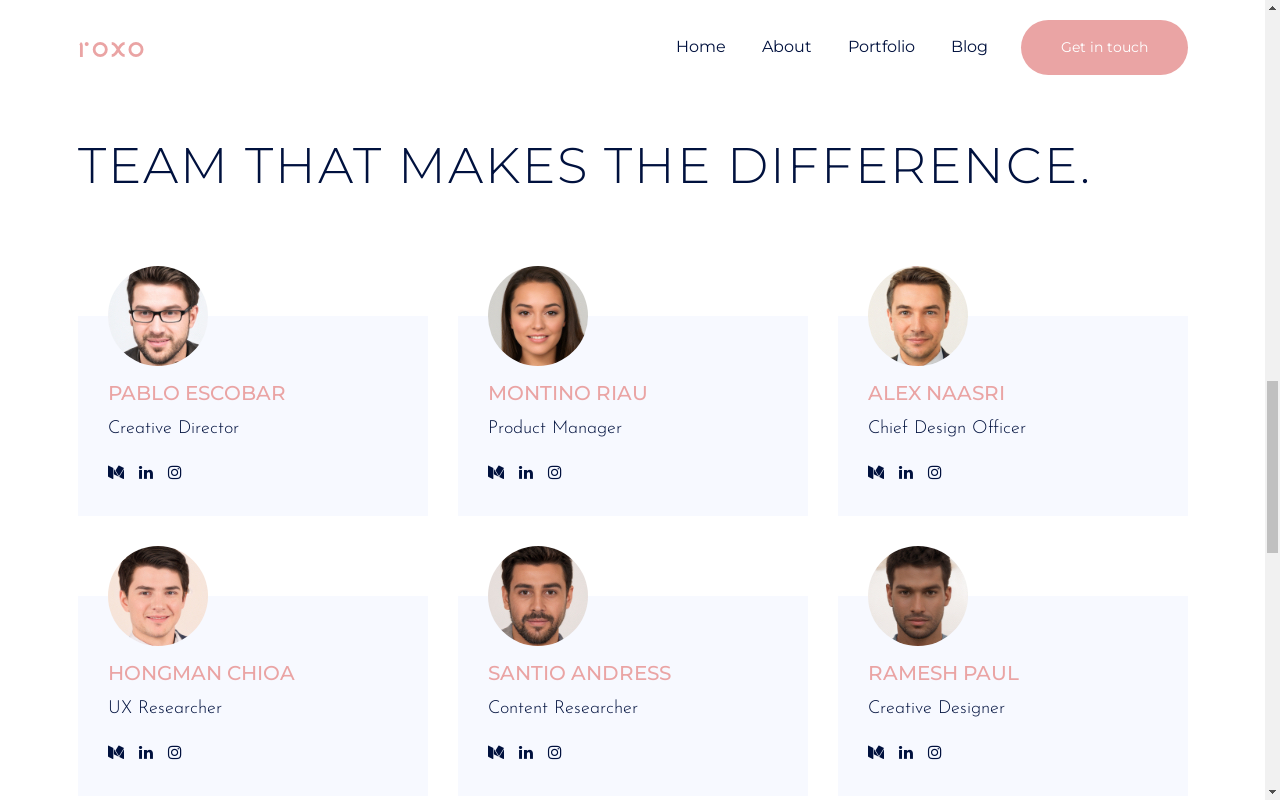 roxo
Home About Portfolio Blog Get in touch
TEAM THAT MAKES THE DIFFERENCE.
PABLO ESCOBAR
Creative Director
MONTINO RIAU
Product Manager
ALEX NAASRI
Chief Design Officer
HONGMAN CHIOA
UX Researcher
SANTIO ANDRESS
Content Researcher
RAMESH PAUL
Creative Designer